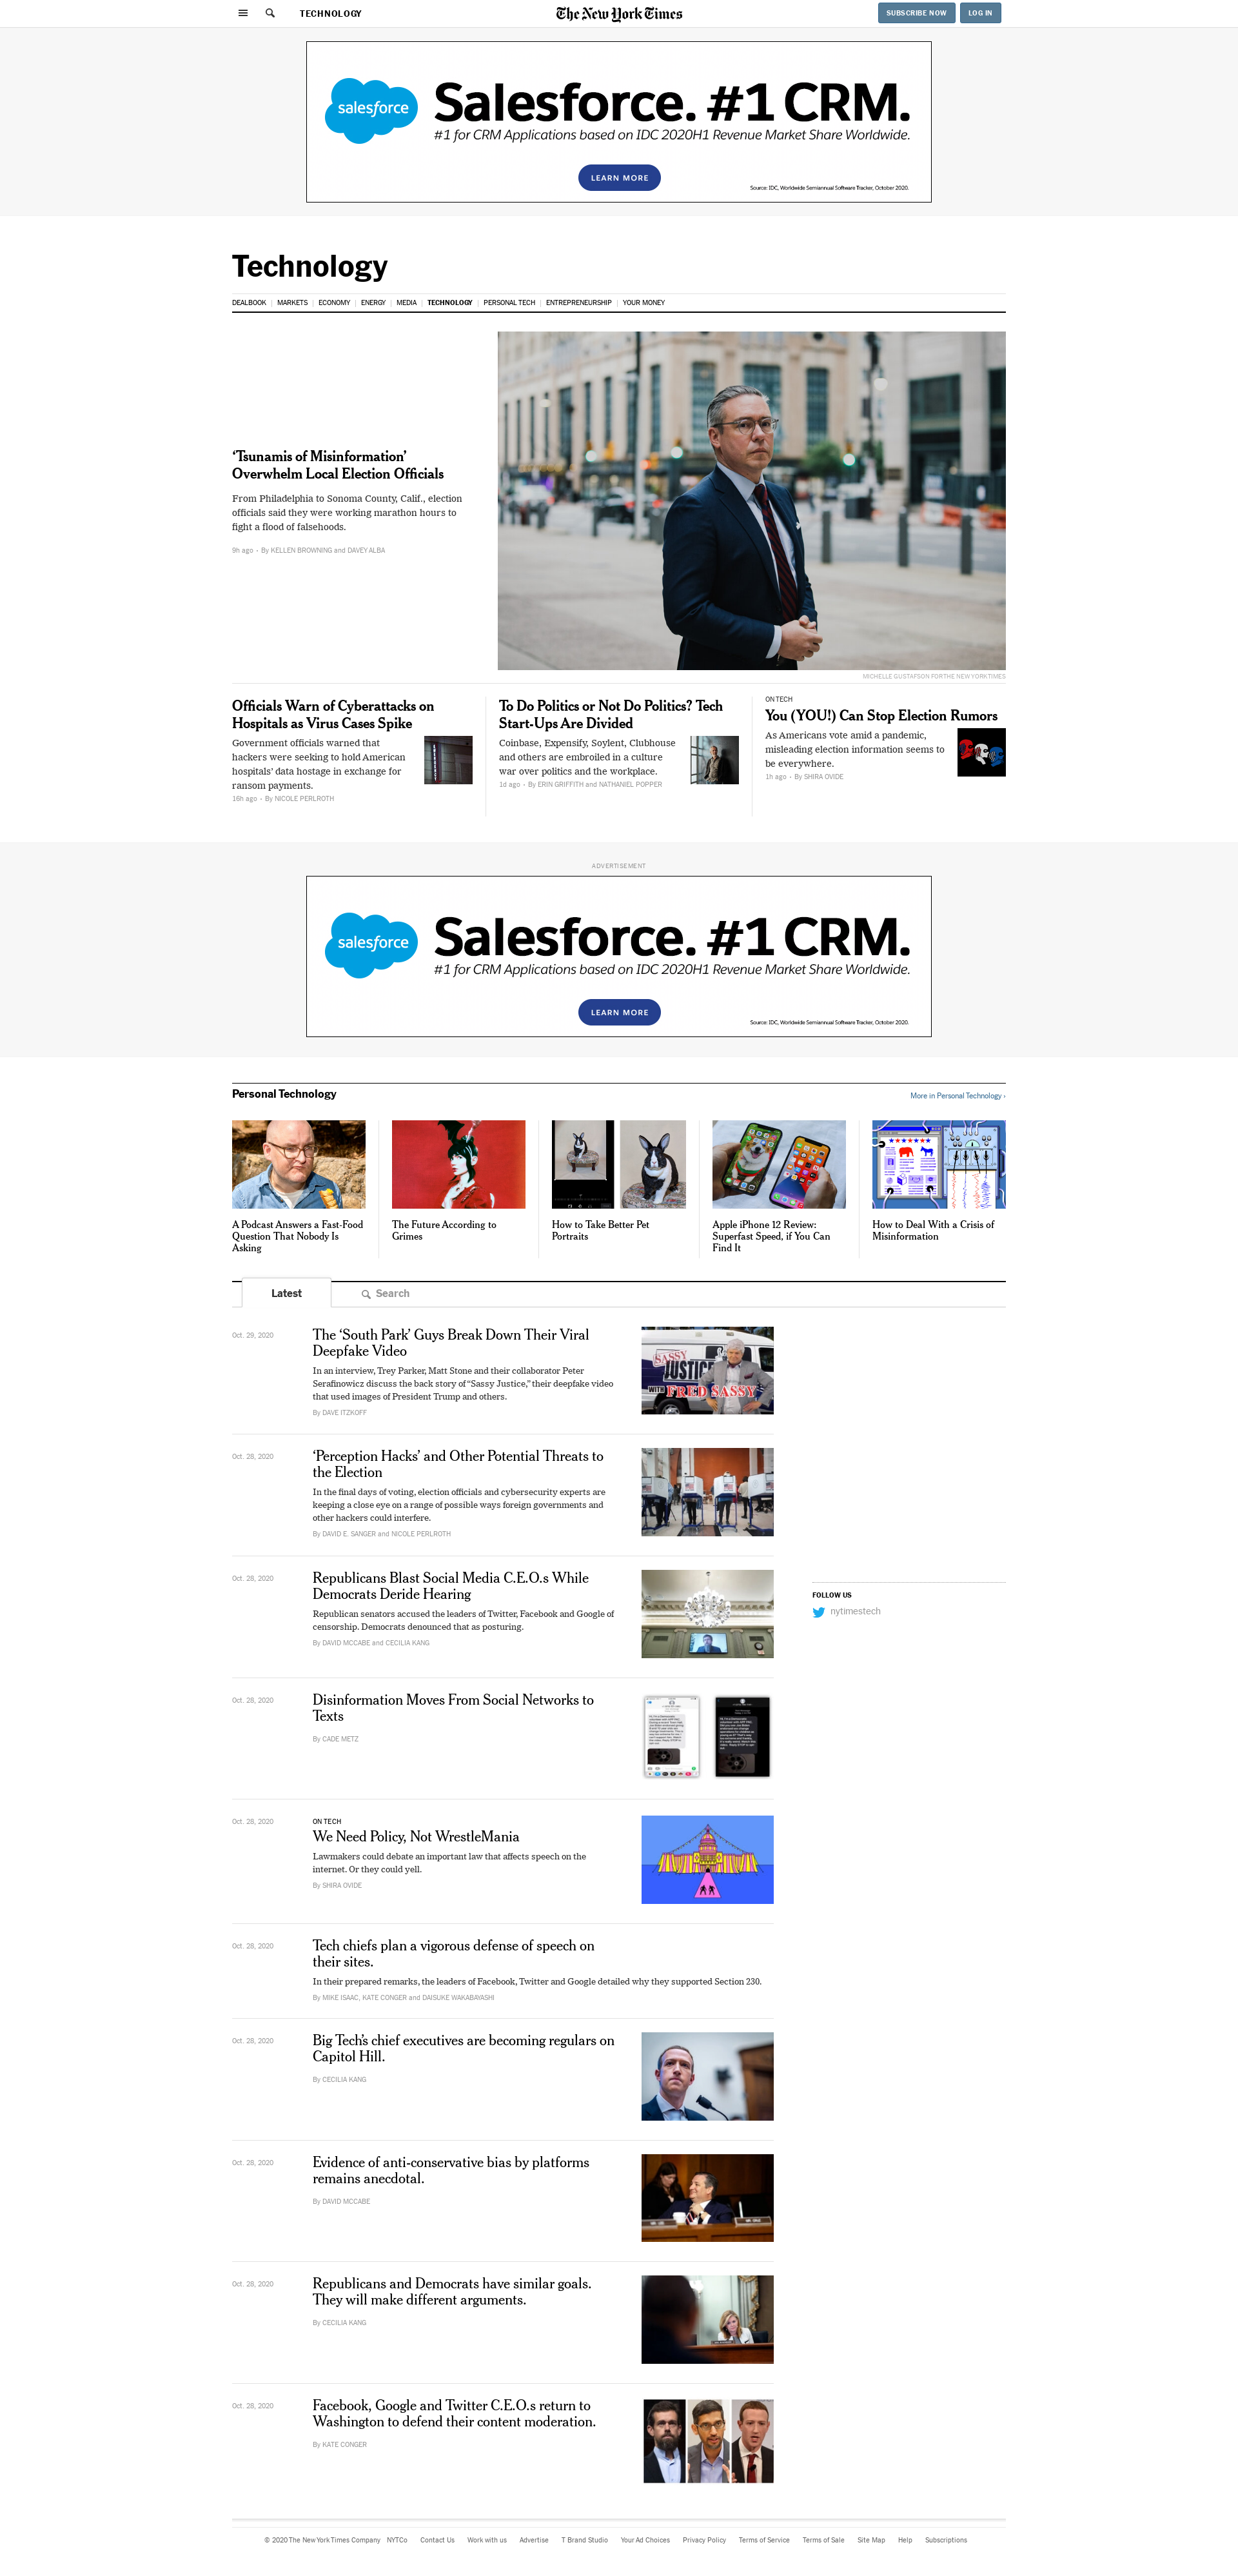 TECHNOLOGY
The New York Times
SUBSCRIBE NOW
LOG IN
salesforce
Salesforce. #1 CRM.
#1 for CRM Applications based on IDC 2020H1 Revenue Market Share Worldwide.
LEARN MORE
Source: IDC, Worldwide Semiannual Software Tracker, October 2020.
Technology
DEALBOOK | MARKETS | ECONOMY | ENERGY | MEDIA | TECHNOLOGY | PERSONAL TECH | ENTREPRENEURSHIP | YOUR MONEY
‘Tsunamis of Misinformation’
Overwhelm Local Election Officials
From Philadelphia to Sonoma County, Calif., election
officials said they were working marathon hours to
fight a flood of falsehoods.
9h ago • By KELLEN BROWNING and DAVEY ALBA
MICHELLE GUSTAFSON FOR THE NEW YORK TIMES
Officials Warn of Cyberattacks on
Hospitals as Virus Cases Spike
Government officials warned that
hackers were seeking to hold American
hospitals’ data hostage in exchange for
ransom payments.
16h ago • By NICOLE PERLROTH
To Do Politics or Not Do Politics? Tech
Start-Ups Are Divided
Coinbase, Expensify, Soylent, Clubhouse
and others are embroiled in a culture
war over politics and the workplace.
1d ago • By ERIN GRIFFITH and NATHANIEL POPPER
ON TECH
You (YOU!) Can Stop Election Rumors
As Americans vote amid a pandemic,
misleading election information seems to
be everywhere.
1h ago • By SHIRA OVIDE
ADVERTISEMENT
salesforce
Salesforce. #1 CRM.
#1 for CRM Applications based on IDC 2020H1 Revenue Market Share Worldwide.
LEARN MORE
Source: IDC, Worldwide Semiannual Software Tracker, October 2020.
Personal Technology
More in Personal Technology ›
A Podcast Answers a Fast-Food
Question That Nobody Is
Asking
The Future According to
Grimes
How to Take Better Pet
Portraits
Apple iPhone 12 Review:
Superfast Speed, if You Can
Find It
How to Deal With a Crisis of
Misinformation
Latest
Search
Oct. 29, 2020
The ‘South Park’ Guys Break Down Their Viral
Deepfake Video
In an interview, Trey Parker, Matt Stone and their collaborator Peter
Serafinowicz discuss the back story of “Sassy Justice,” their deepfake video
that used images of President Trump and others.
By DAVE ITZKOFF
SASSY
JUSTICE
WITH FRED SASSY
Oct. 28, 2020
‘Perception Hacks’ and Other Potential Threats to
the Election
In the final days of voting, election officials and cybersecurity experts are
keeping a close eye on a range of possible ways foreign governments and
other hackers could interfere.
By DAVID E. SANGER and NICOLE PERLROTH
Oct. 28, 2020
Republicans Blast Social Media C.E.O.s While
Democrats Deride Hearing
Republican senators accused the leaders of Twitter, Facebook and Google of
censorship. Democrats denounced that as posturing.
By DAVID MCCABE and CECILIA KANG
FOLLOW US
nytimestech
Oct. 28, 2020
Disinformation Moves From Social Networks to
Texts
By CADE METZ
Oct. 28, 2020
ON TECH
We Need Policy, Not WrestleMania
Lawmakers could debate an important law that affects speech on the
internet. Or they could yell.
By SHIRA OVIDE
Oct. 28, 2020
Tech chiefs plan a vigorous defense of speech on
their sites.
In their prepared remarks, the leaders of Facebook, Twitter and Google detailed why they supported Section 230.
By MIKE ISAAC, KATE CONGER and DAISUKE WAKABAYASHI
Oct. 28, 2020
Big Tech’s chief executives are becoming regulars on
Capitol Hill.
By CECILIA KANG
Oct. 28, 2020
Evidence of anti-conservative bias by platforms
remains anecdotal.
By DAVID MCCABE
Oct. 28, 2020
Republicans and Democrats have similar goals.
They will make different arguments.
By CECILIA KANG
Oct. 28, 2020
Facebook, Google and Twitter C.E.O.s return to
Washington to defend their content moderation.
By KATE CONGER
© 2020 The New York Times Company NYTCo Contact Us Work with us Advertise T Brand Studio Your Ad Choices Privacy Policy Terms of Service Terms of Sale Site Map Help Subscriptions